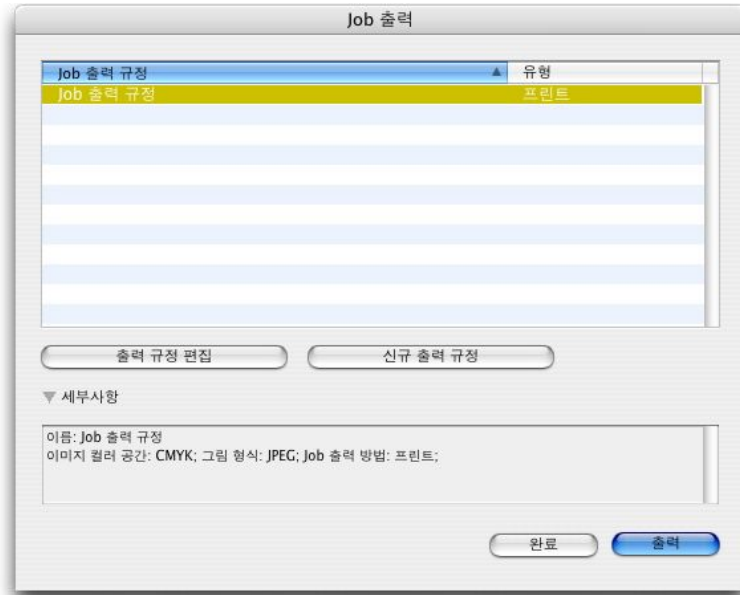 Job 출력
Job 출력 규정 유형
Job 출력 규정 프린트
출력 규정 편집 신규 출력 규정
세부사항
이름: Job 출력 규정
이미지 컬러 공간: CMYK; 그림 형식: JPEG; Job 출력 방법: 프린트;
완료 출력